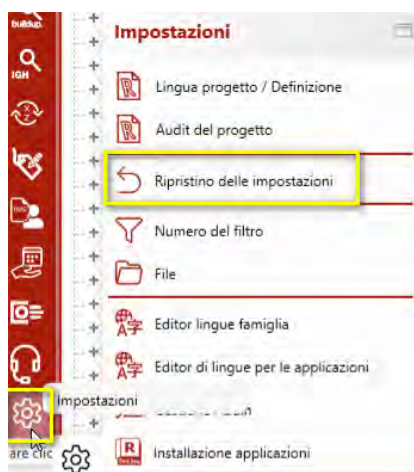 buildup.
Impostazioni
IGH
Lingua progetto / Definizione
Audit del progetto
Ripristino delle impostazioni
Numero del filtro
File
Editor lingue famiglia
Editor di lingue per le applicazioni
Impostazioni
are clic
Installazione applicazioni